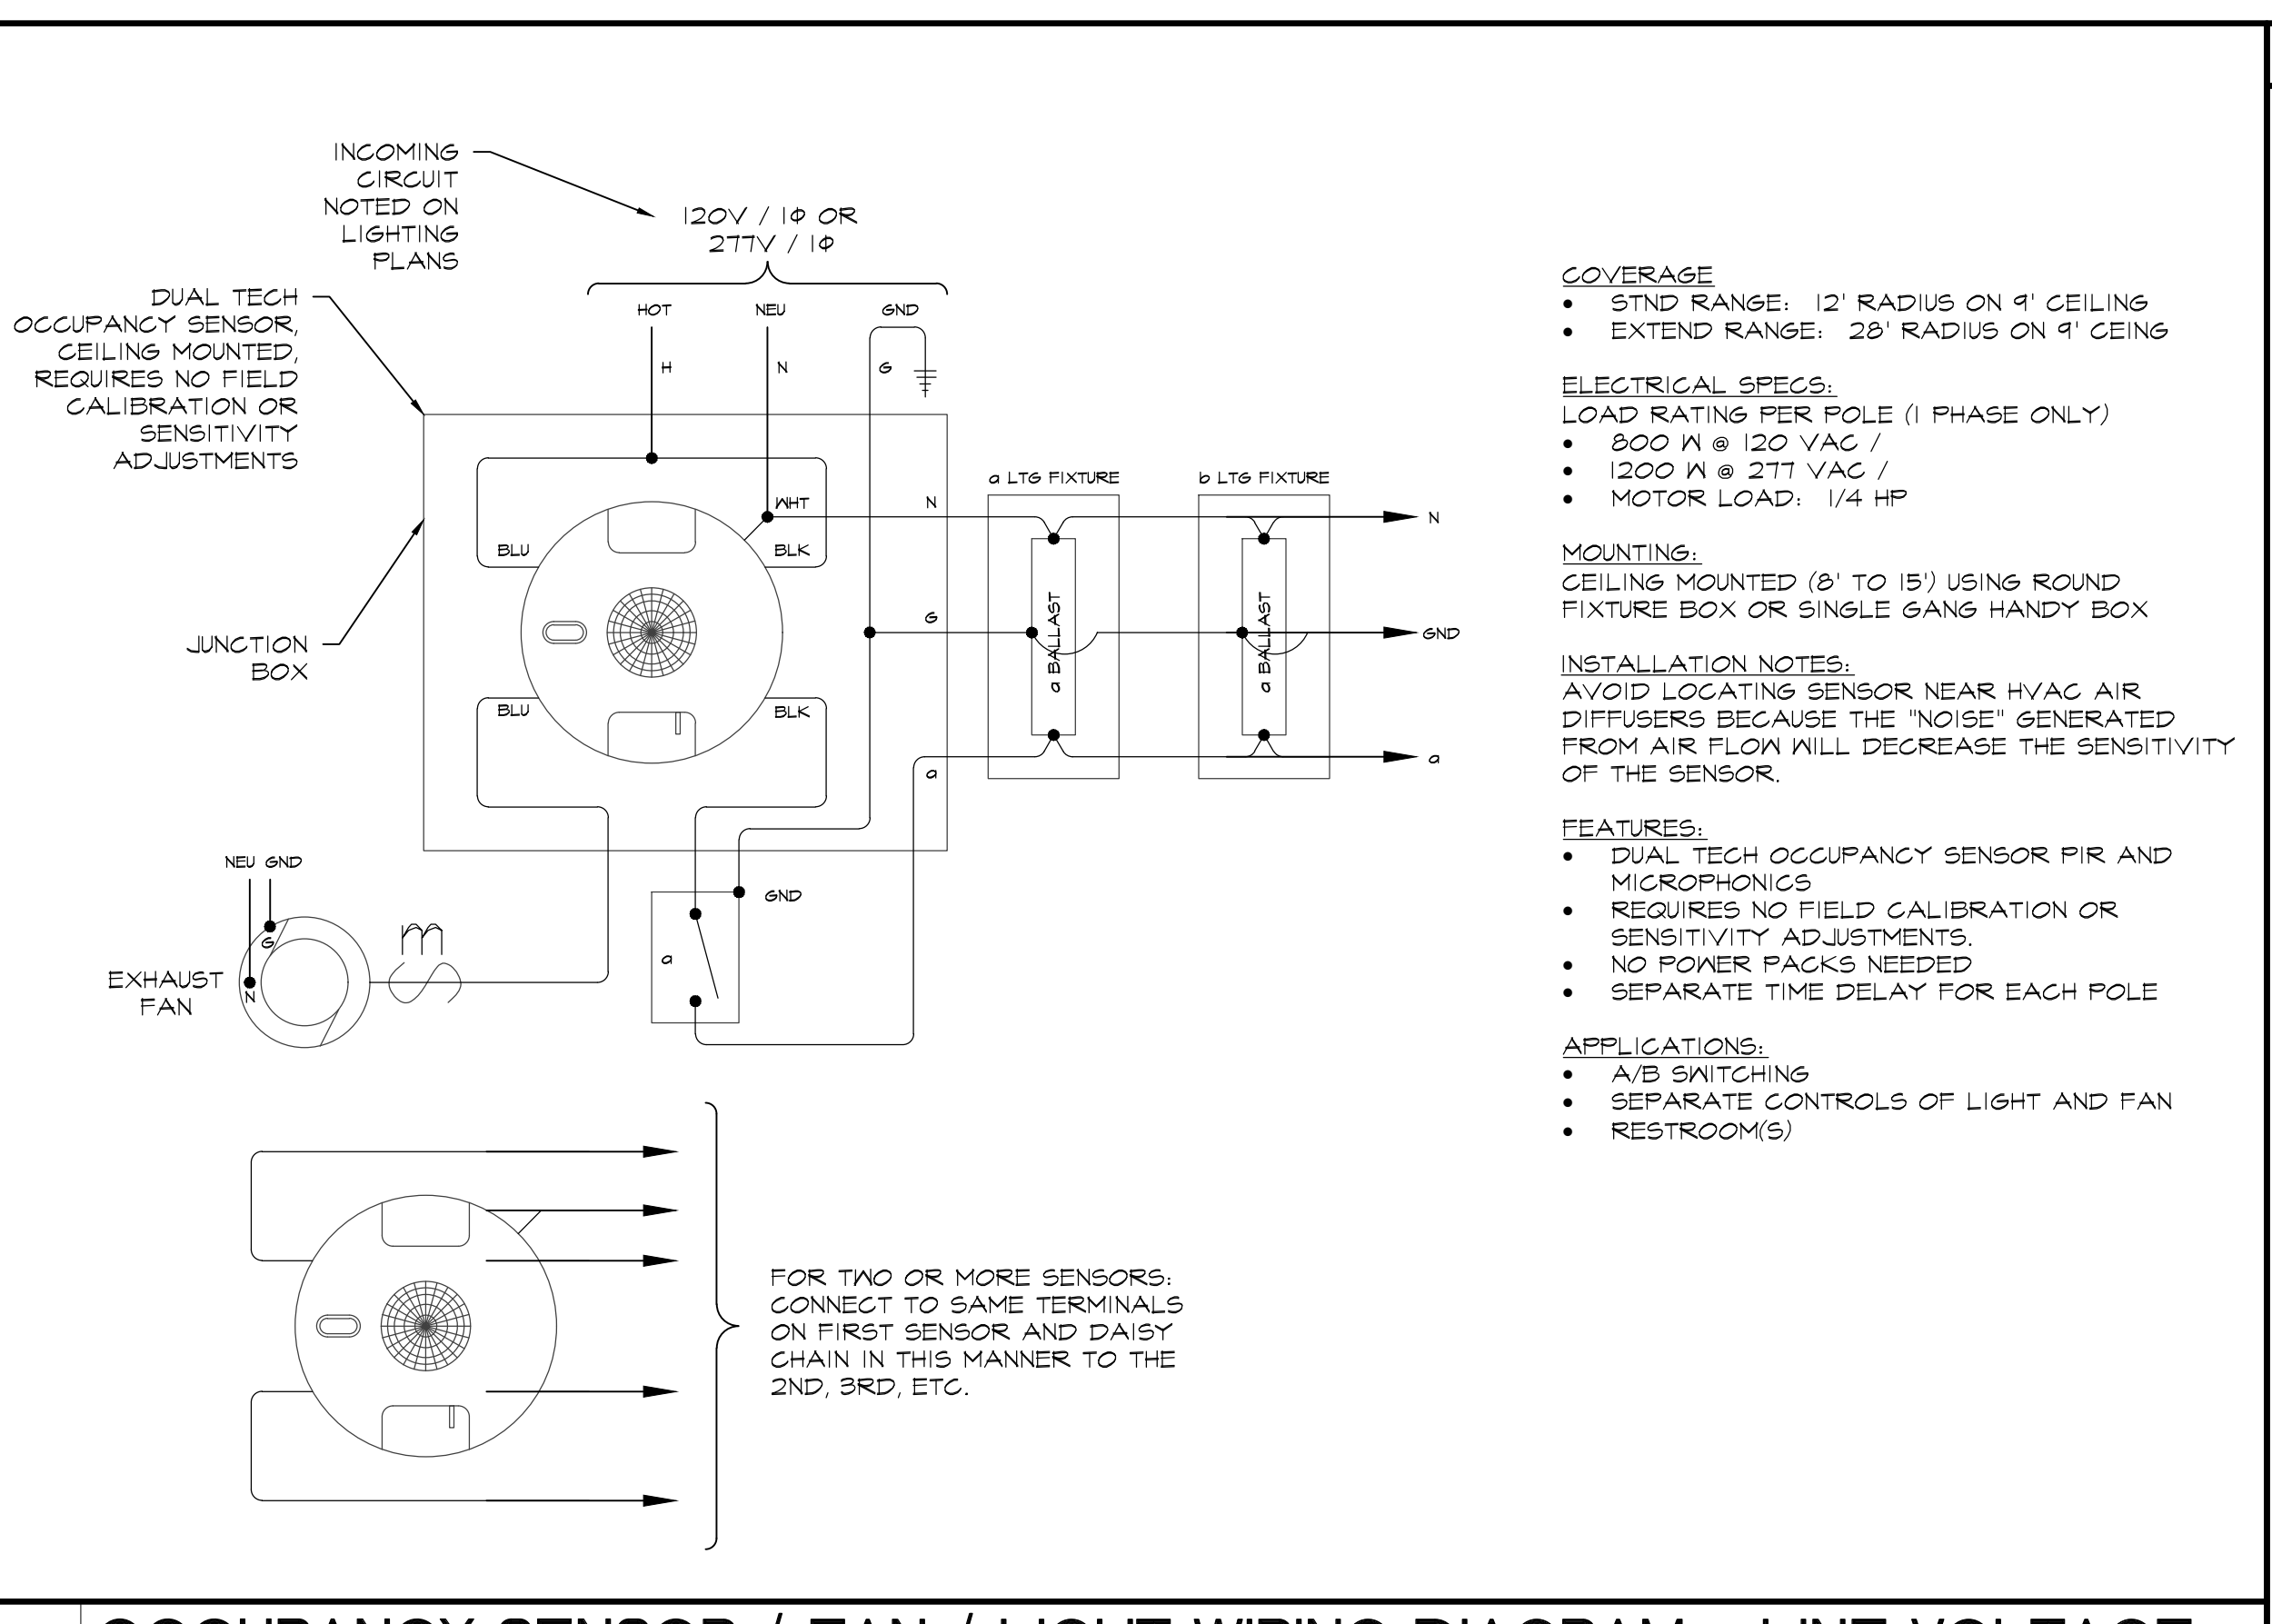 INCOMING
CIRCUIT
NOTED ON
LIGHTING
PLANS
120V / 1Φ OR
277V / 1Φ
DUAL TECH
OCCUPANCY SENSOR,
CEILING MOUNTED,
REQUIRES NO FIELD
CALIBRATION OR
SENSITIVITY
ADJUSTMENTS
JUNCTION
BOX
HOT
NEU
GND
H
N
G
WHT
BLU
BLK
BLU
BLK
N
G
a
a LTG FIXTURE
b LTG FIXTURE
a BALLAST
a BALLAST
N
GND
a
NEU GND
G
N
EXHAUST
FAN
m
S
GND
a
FOR TWO OR MORE SENSORS:
CONNECT TO SAME TERMINALS
ON FIRST SENSOR AND DAISY
CHAIN IN THIS MANNER TO THE
2ND, 3RD, ETC.
COVERAGE
• STND RANGE: 12' RADIUS ON 9' CEILING
• EXTEND RANGE: 28' RADIUS ON 9' CEING
ELECTRICAL SPECS:
LOAD RATING PER POLE (1 PHASE ONLY)
• 800 W @ 120 VAC /
• 1200 W @ 277 VAC /
• MOTOR LOAD: 1/4 HP
MOUNTING:
CEILING MOUNTED (8' TO 15') USING ROUND
FIXTURE BOX OR SINGLE GANG HANDY BOX
INSTALLATION NOTES:
AVOID LOCATING SENSOR NEAR HVAC AIR
DIFFUSERS BECAUSE THE "NOISE" GENERATED
FROM AIR FLOW WILL DECREASE THE SENSITIVITY
OF THE SENSOR.
FEATURES:
• DUAL TECH OCCUPANCY SENSOR PIR AND
MICROPHONICS
• REQUIRES NO FIELD CALIBRATION OR
SENSITIVITY ADJUSTMENTS.
• NO POWER PACKS NEEDED
• SEPARATE TIME DELAY FOR EACH POLE
APPLICATIONS:
• A/B SWITCHING
• SEPARATE CONTROLS OF LIGHT AND FAN
• RESTROOM(S)
OCCUPANCY SENSOR / FAN / LIGHT WIRING DIAGRAM - LINE VOLTAGE